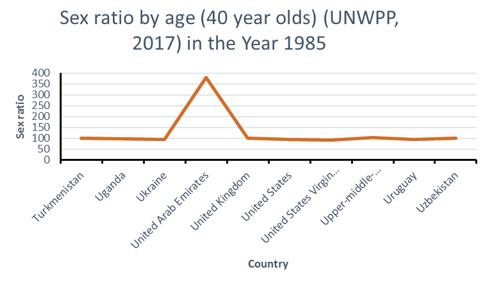 Sex ratio by age (40 year olds) (UNWPP,
2017) in the Year 1985
Sex ratio
400
350
300
250
200
150
100
50
0
Turkmenistan
Uganda
Ukraine
United Arab Emirates
United Kingdom
United States
United States Virgin...
Upper-middle-...
Uruguay
Uzbekistan
Country